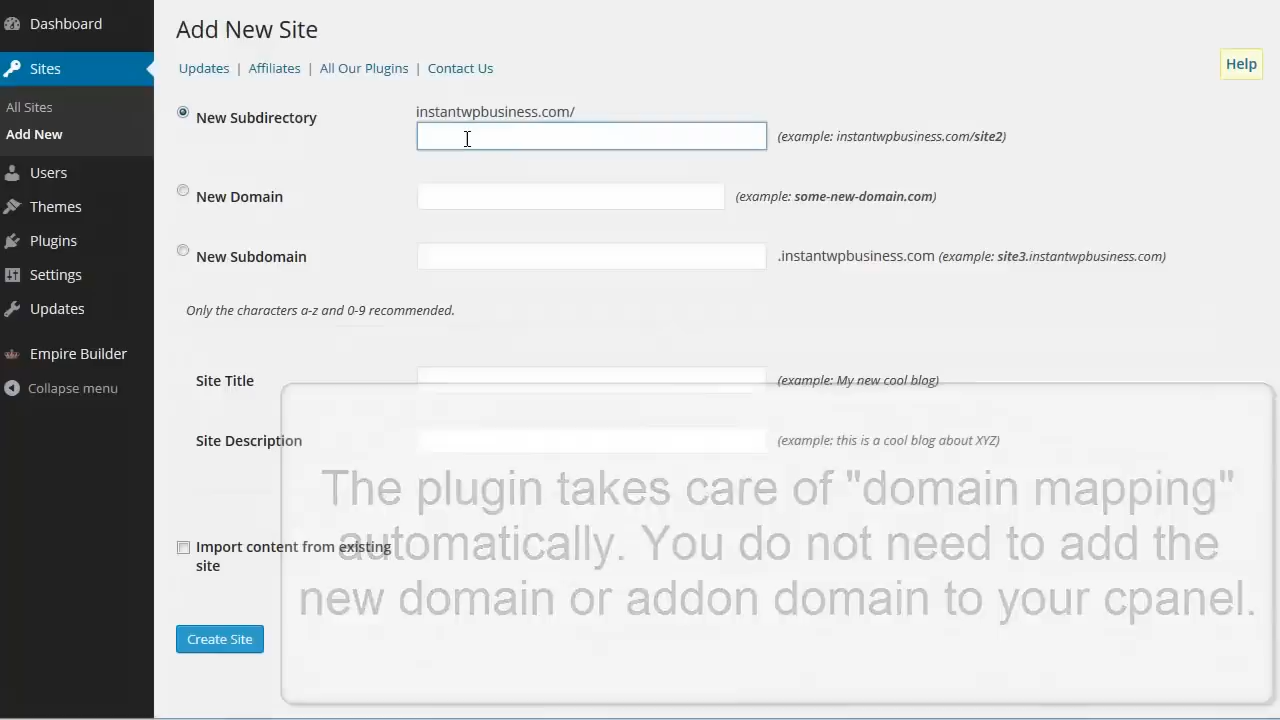 Dashboard
Sites
All Sites
Add New
Users
Themes
Plugins
Settings
Updates
Empire Builder
Collapse menu
Add New Site
Updates | Affiliates | All Our Plugins | Contact Us
Help
New Subdirectory
instantwpbusiness.com/
(example: instantwpbusiness.com/site2)
New Domain
(example: some-new-domain.com)
New Subdomain
.instantwpbusiness.com (example: site3.instantwpbusiness.com)
Only the characters a-z and 0-9 recommended.
Site Title
(example: My new cool blog)
Site Description
(example: this is a cool blog about XYZ)
Import content from existing
site
Create Site
The plugin takes care of "domain mapping"
automatically. You do not need to add the
new domain or addon domain to your cpanel.